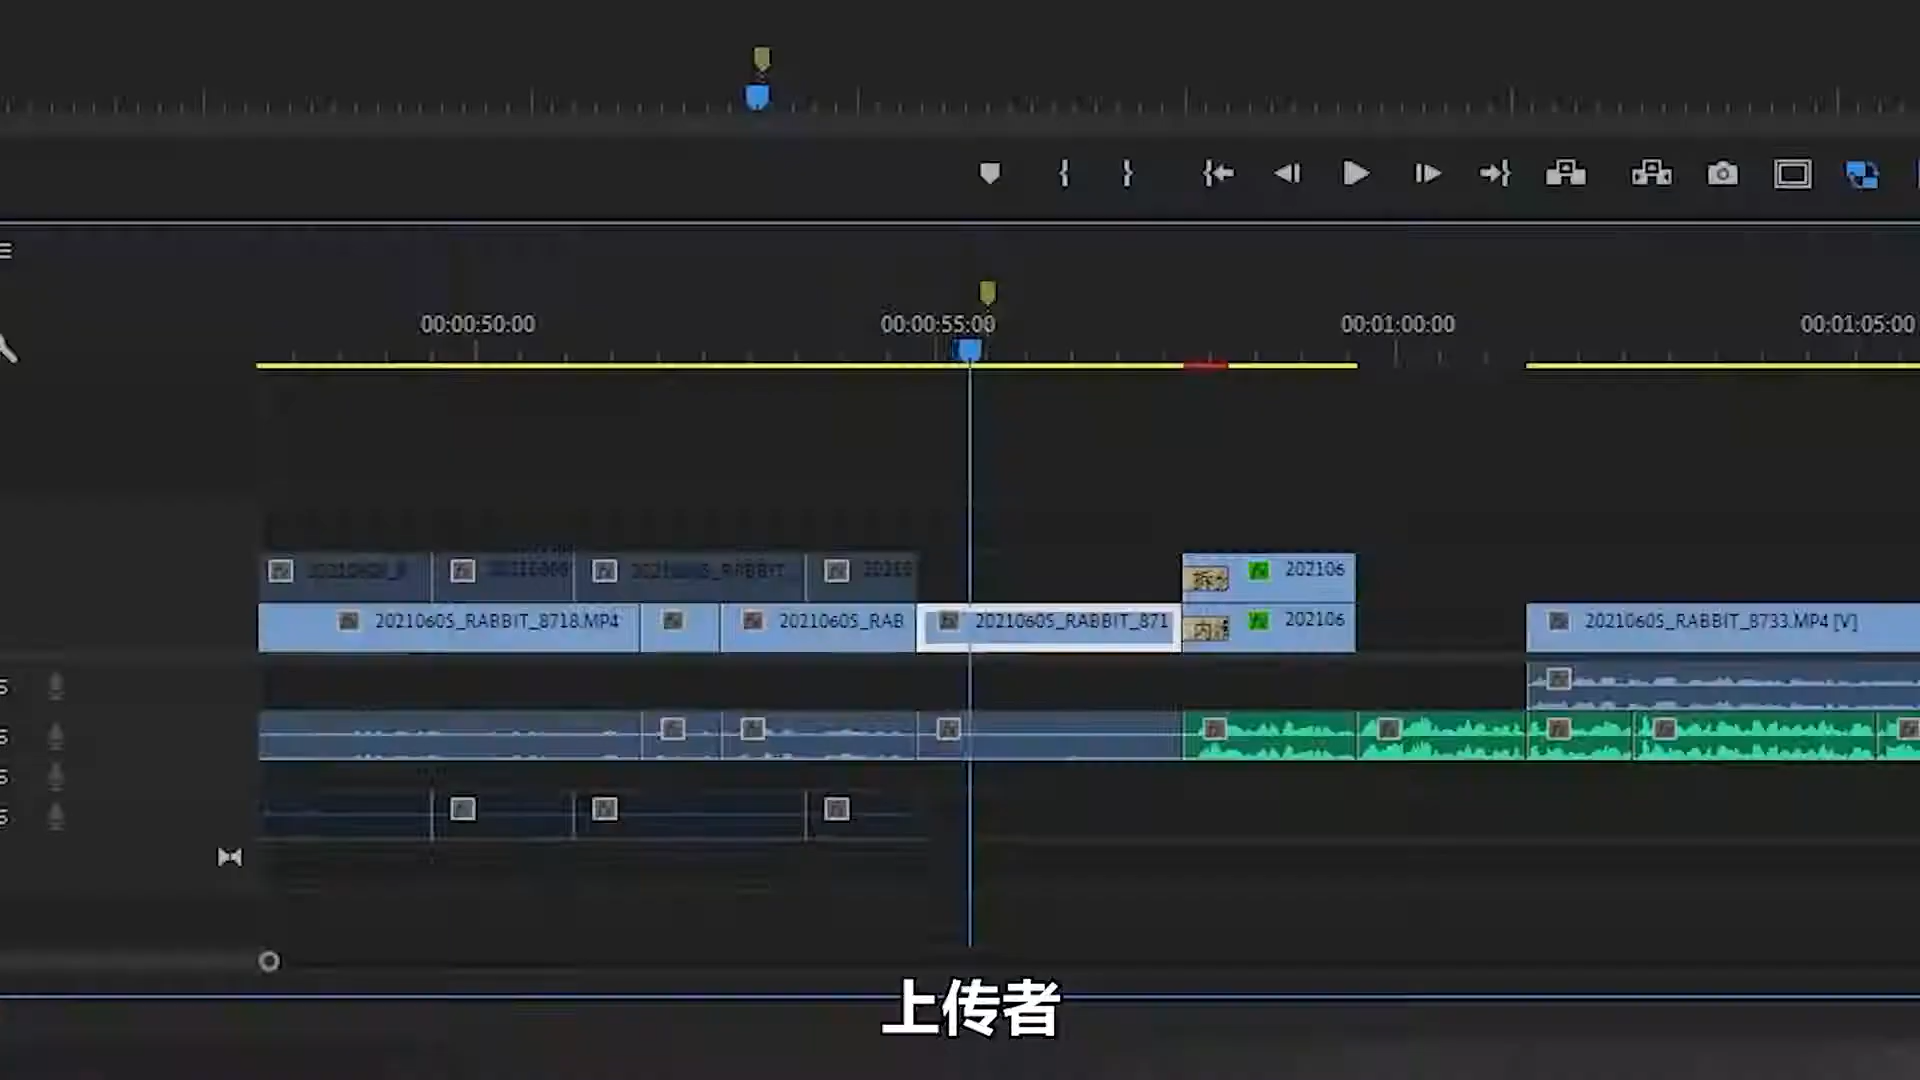 00:00:50:00
00:00:55:00
00:01:00:00
00:01:05:00
202106
20210605_RABBIT_8718.MP4
20210605_RAB
20210605_RABBIT_871
202106
20210605_RABBIT_8733.MP4 [V]
上传者